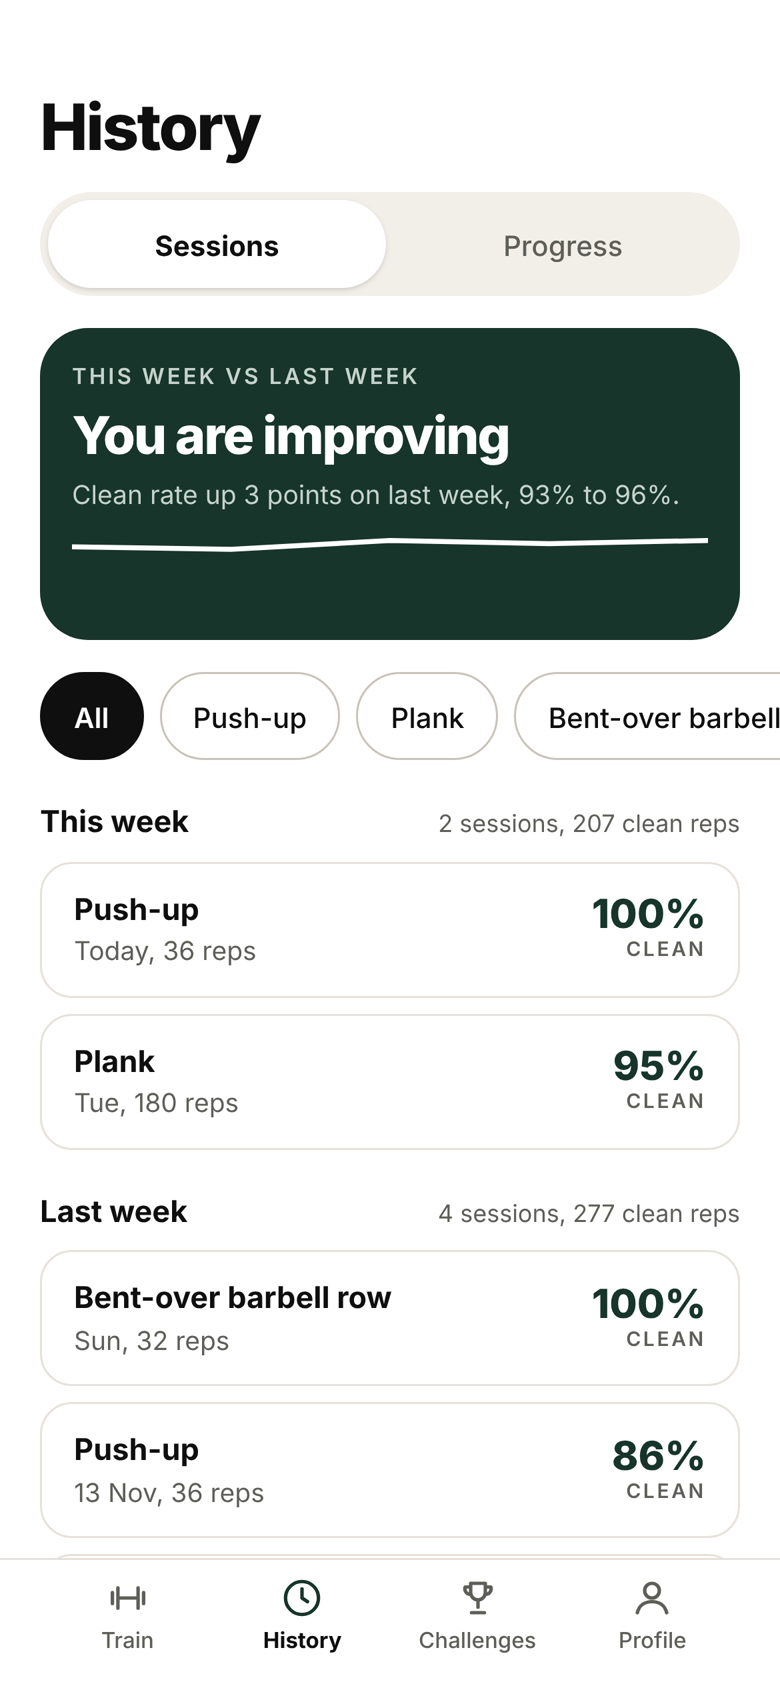 History
Sessions
Progress
THIS WEEK VS LAST WEEK
You are improving
Clean rate up 3 points on last week, 93% to 96%.
All
Push-up
Plank
Bent-over barbell
This week
2 sessions, 207 clean reps
Push-up
100%
Today, 36 reps
CLEAN
Plank
95%
Tue, 180 reps
CLEAN
Last week
4 sessions, 277 clean reps
Bent-over barbell row
100%
Sun, 32 reps
CLEAN
Push-up
86%
13 Nov, 36 reps
CLEAN
Train
History
Challenges
Profile